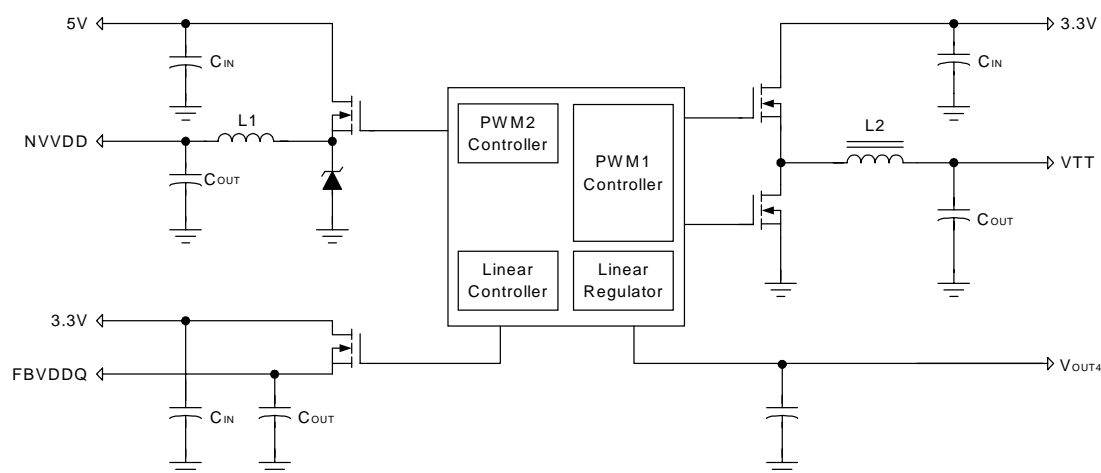 5V
3.3V
CIN
CIN
NVVDD
L1
PWM2
Controller
PWM1
Controller
L2
VTT
COUT
COUT
Linear
Controller
Linear
Regulator
3.3V
FBVDDQ
VOUT4
CIN
COUT